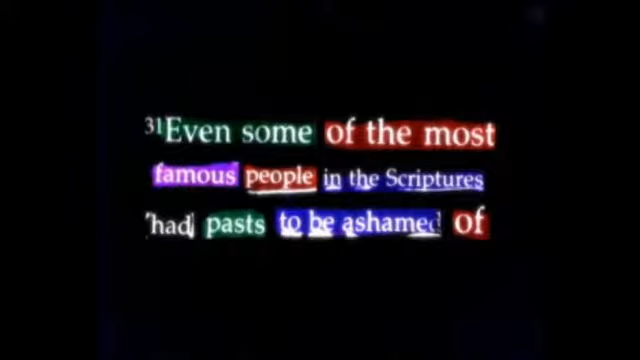 31Even some of the most
famous people in the Scriptures
had pasts to be ashamed of